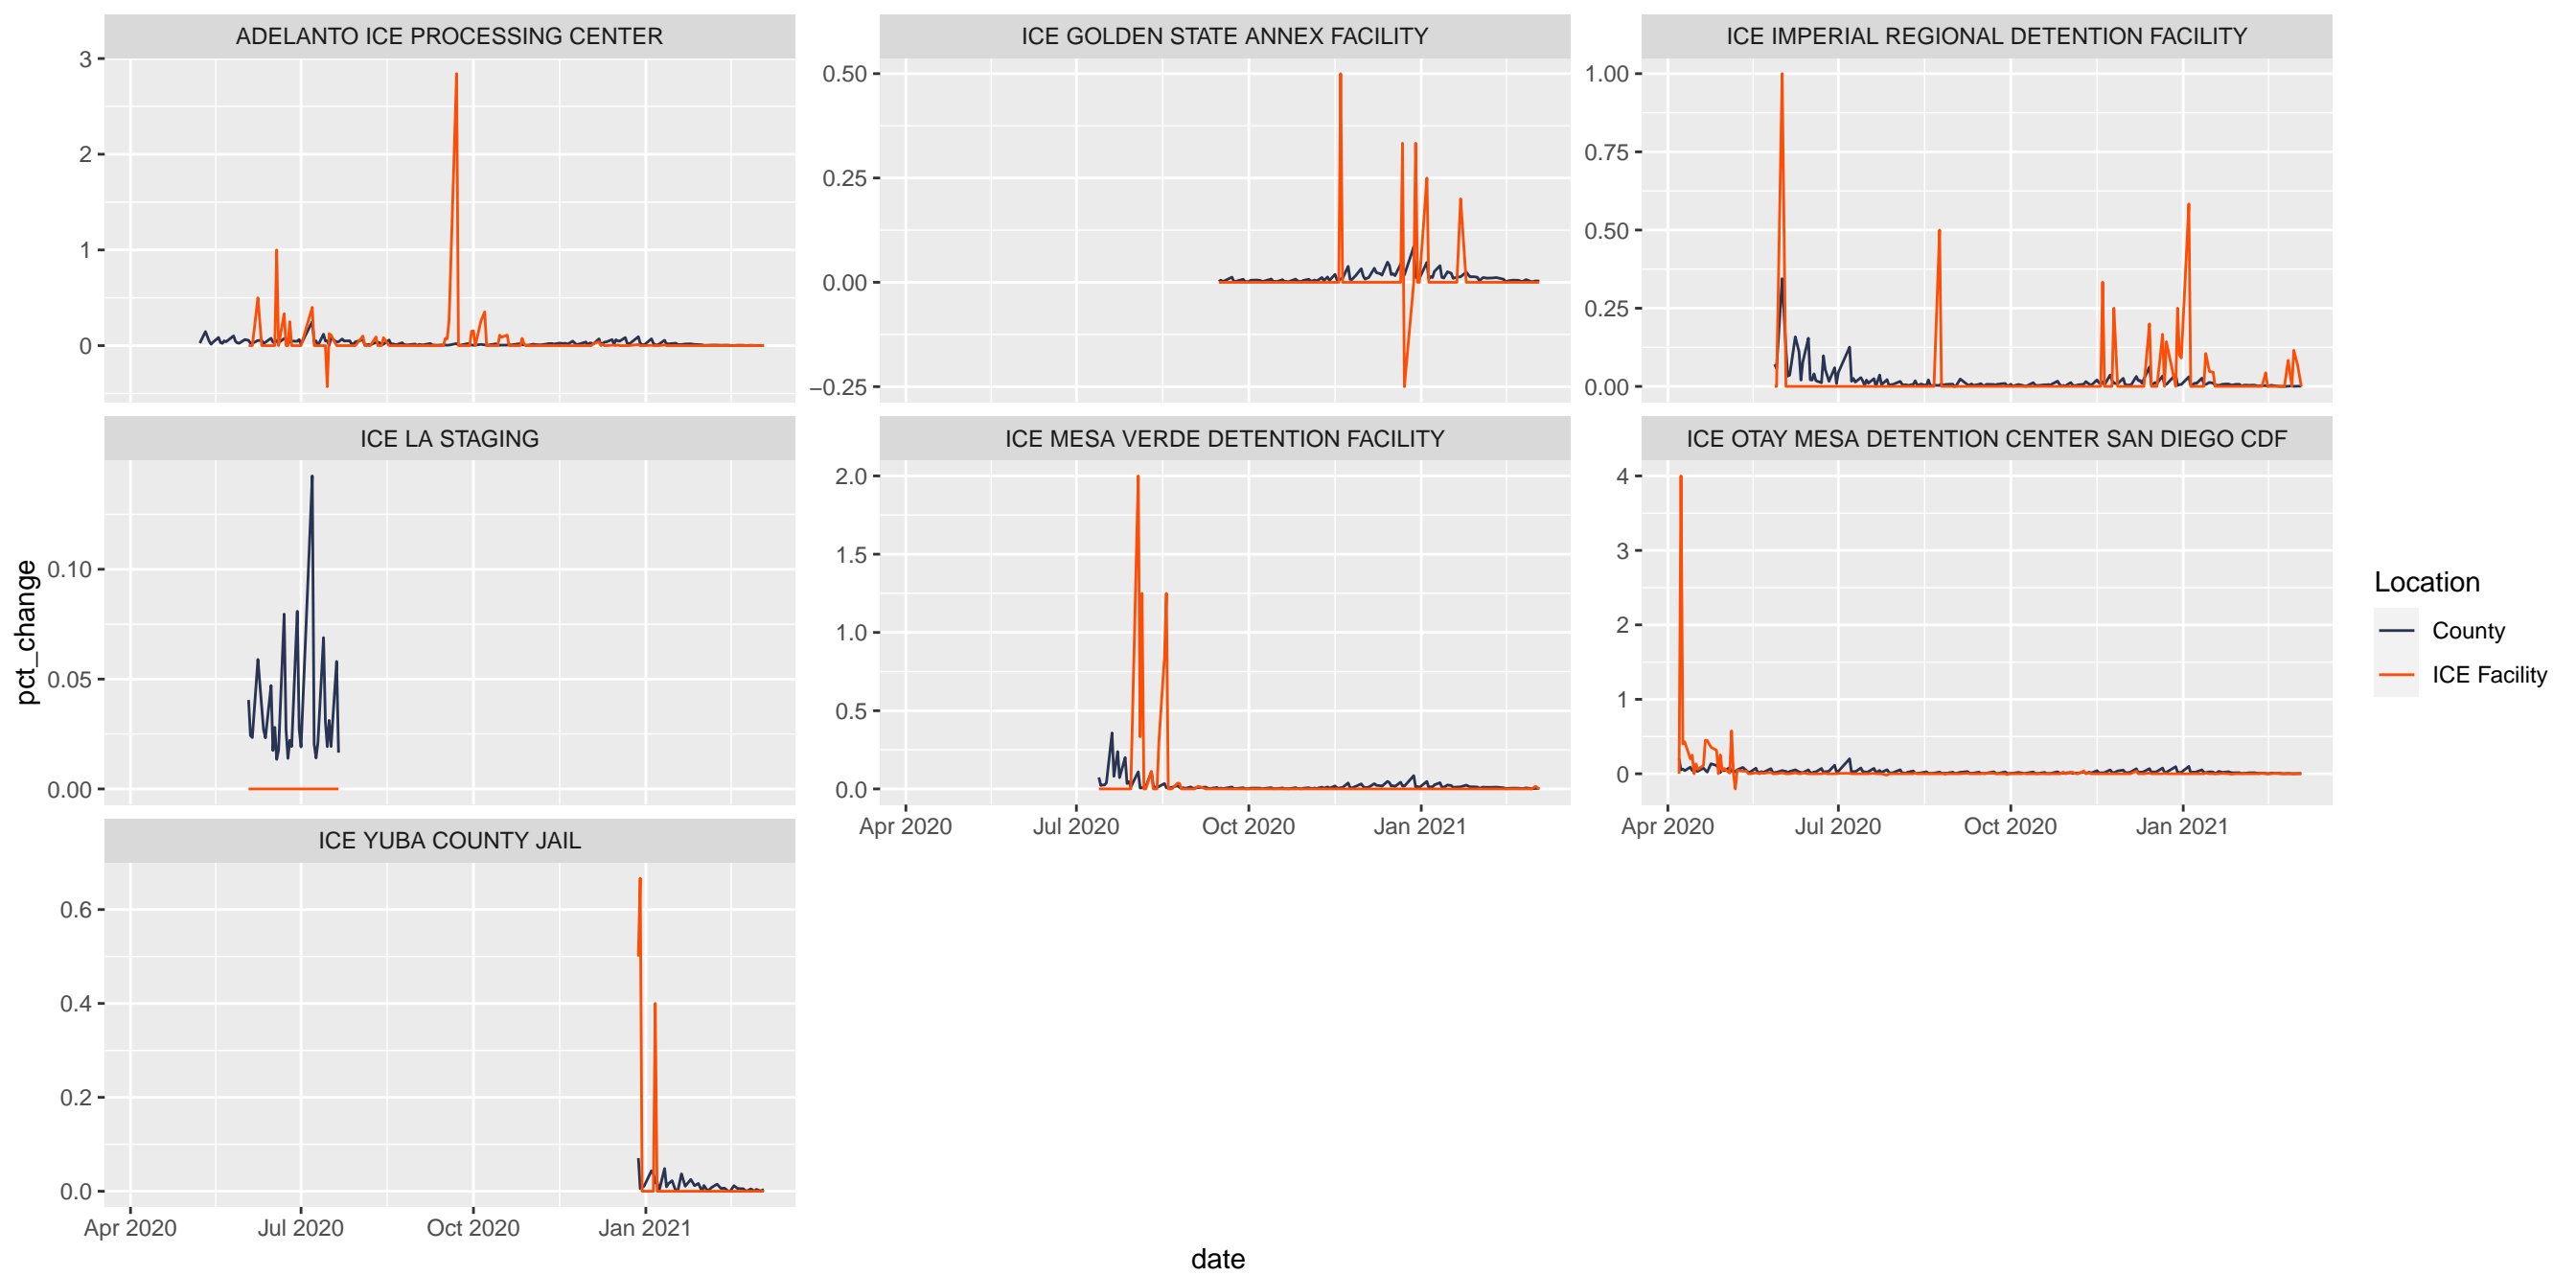 ADELANTO ICE PROCESSING CENTER
ICE GOLDEN STATE ANNEX FACILITY
ICE IMPERIAL REGIONAL DETENTION FACILITY
3
2
1
0
0.50
0.25
0.00
−0.25
1.00
0.75
0.50
0.25
0.00
ICE LA STAGING
ICE MESA VERDE DETENTION FACILITY
ICE OTAY MESA DETENTION CENTER SAN DIEGO CDF
0.10
0.05
0.00
2.0
1.5
1.0
0.5
0.0
4
3
2
1
0
Apr 2020 Jul 2020 Oct 2020 Jan 2021
Apr 2020 Jul 2020 Oct 2020 Jan 2021
ICE YUBA COUNTY JAIL
0.6
0.4
0.2
0.0
Apr 2020 Jul 2020 Oct 2020 Jan 2021
date
pct_change
Location
County
ICE Facility